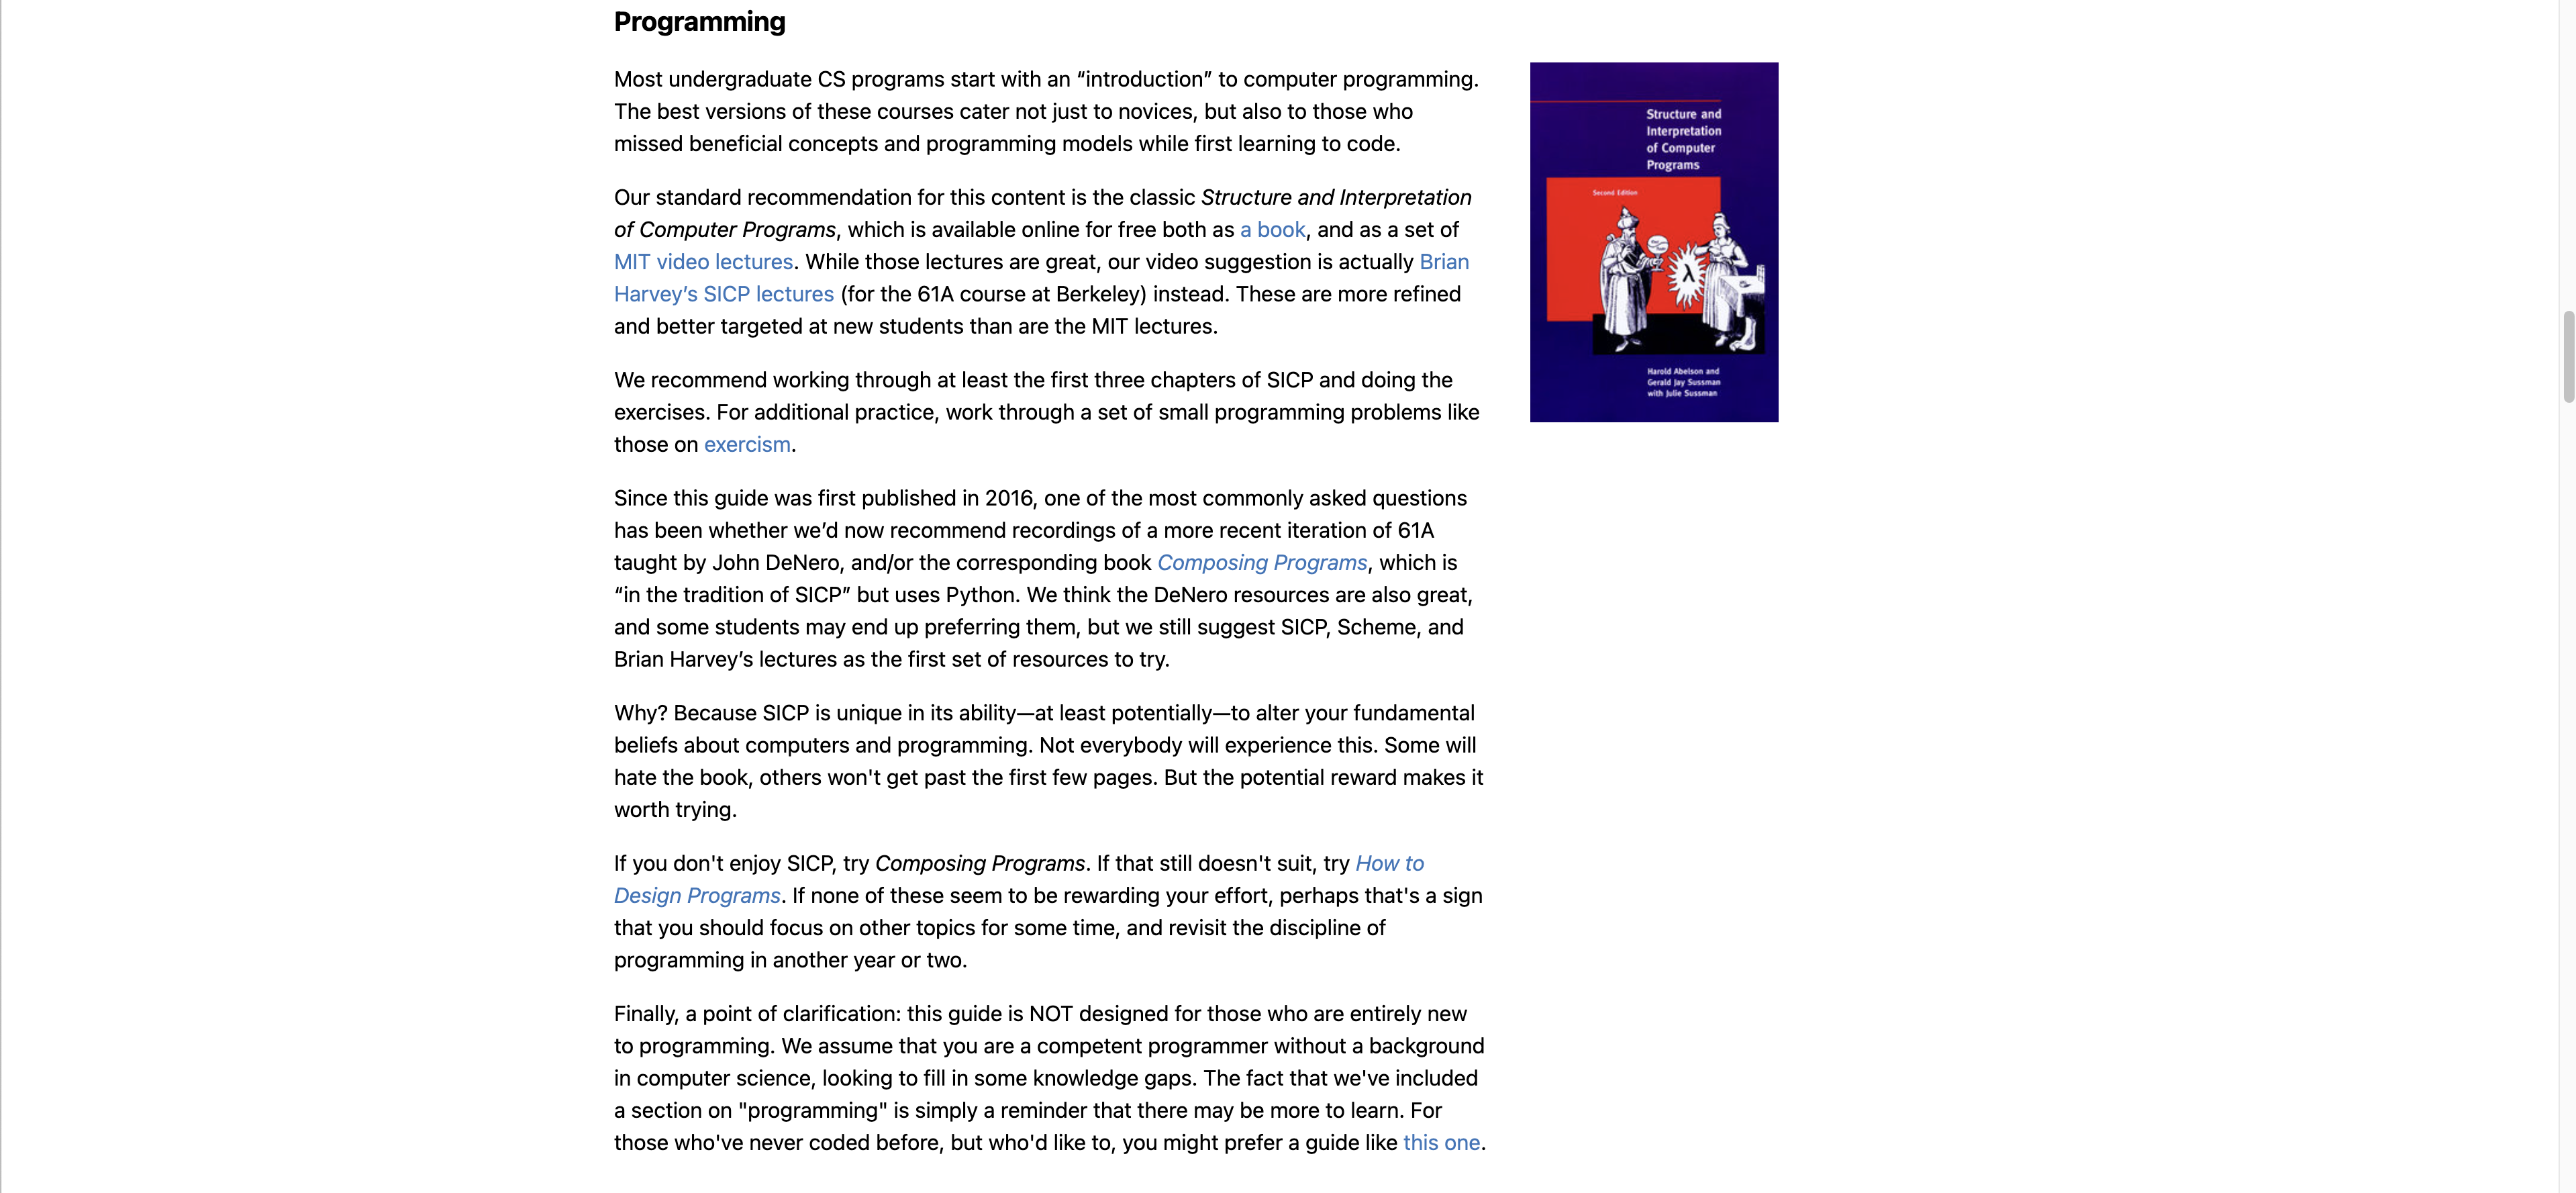 Programming
Most undergraduate CS programs start with an “introduction” to computer programming.
The best versions of these courses cater not just to novices, but also to those who
missed beneficial concepts and programming models while first learning to code.
Our standard recommendation for this content is the classic Structure and Interpretation
of Computer Programs, which is available online for free both as a book, and as a set of
MIT video lectures. While those lectures are great, our video suggestion is actually Brian
Harvey’s SICP lectures (for the 61A course at Berkeley) instead. These are more refined
and better targeted at new students than are the MIT lectures.
We recommend working through at least the first three chapters of SICP and doing the
exercises. For additional practice, work through a set of small programming problems like
those on exercism.
Since this guide was first published in 2016, one of the most commonly asked questions
has been whether we’d now recommend recordings of a more recent iteration of 61A
taught by John DeNero, and/or the corresponding book Composing Programs, which is
“in the tradition of SICP” but uses Python. We think the DeNero resources are also great,
and some students may end up preferring them, but we still suggest SICP, Scheme, and
Brian Harvey’s lectures as the first set of resources to try.
Why? Because SICP is unique in its ability—at least potentially—to alter your fundamental
beliefs about computers and programming. Not everybody will experience this. Some will
hate the book, others won't get past the first few pages. But the potential reward makes it
worth trying.
If you don't enjoy SICP, try Composing Programs. If that still doesn't suit, try How to
Design Programs. If none of these seem to be rewarding your effort, perhaps that's a sign
that you should focus on other topics for some time, and revisit the discipline of
programming in another year or two.
Finally, a point of clarification: this guide is NOT designed for those who are entirely new
to programming. We assume that you are a competent programmer without a background
in computer science, looking to fill in some knowledge gaps. The fact that we've included
a section on "programming" is simply a reminder that there may be more to learn. For
those who've never coded before, but who'd like to, you might prefer a guide like this one.
Structure and
Interpretation
of Computer
Programs
Second Edition
λ
Harold Abelson and
Gerald Jay Sussman
with Julie Sussman